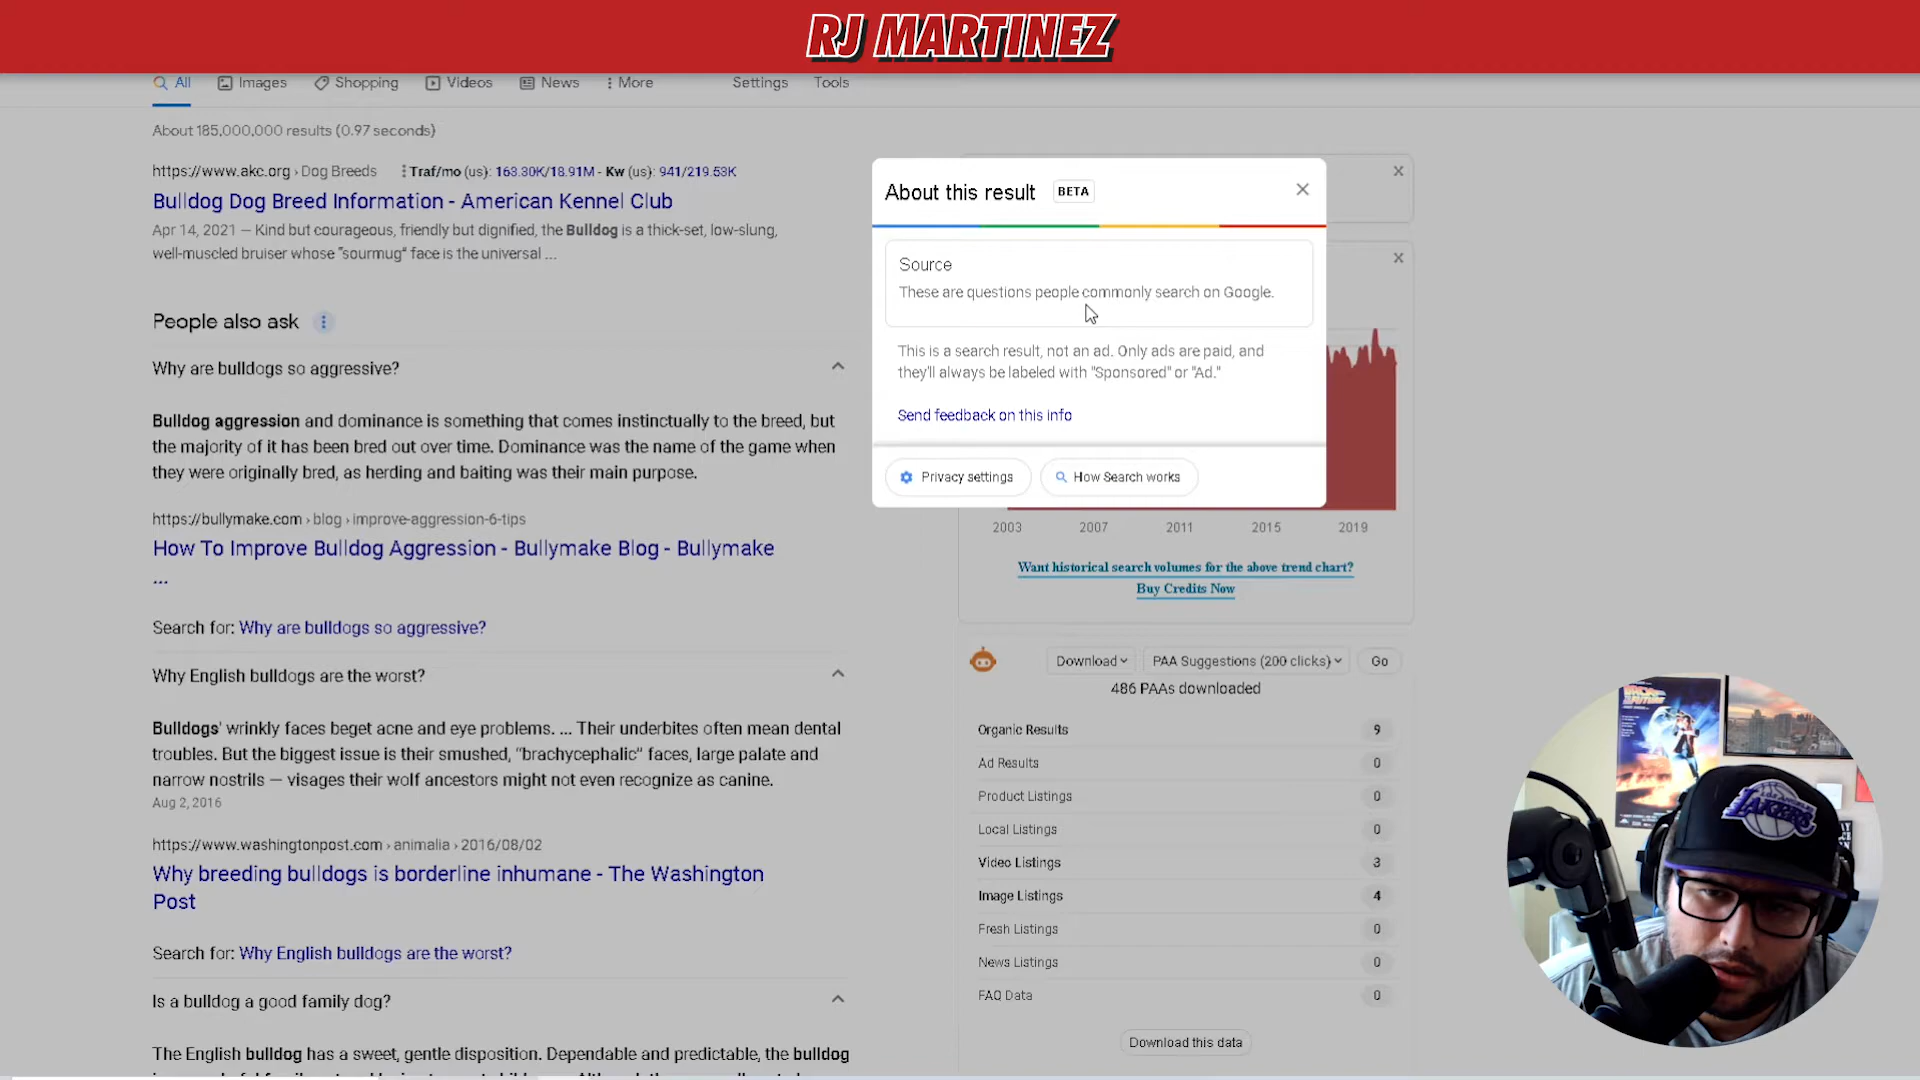 RJ MARTINEZ
All Images Shopping Videos News More Settings Tools
About 185,000,000 results (0.97 seconds)
https://www.akc.org › Dog Breeds Traf/mo (us): 163.30K/18.91M - Kw (us): 941/219.53K
Bulldog Dog Breed Information - American Kennel Club
Apr 14, 2021 — Kind but courageous, friendly but dignified, the Bulldog is a thick-set, low-slung,
well-muscled bruiser whose "sourmug" face is the universal ...
People also ask
Why are bulldogs so aggressive?
Bulldog aggression and dominance is something that comes instinctually to the breed, but
the majority of it has been bred out over time. Dominance was the name of the game when
they were originally bred, as herding and baiting was their main purpose.
https://bullymake.com › blog › improve-aggression-6-tips
How To Improve Bulldog Aggression - Bullymake Blog - Bullymake
...
Search for: Why are bulldogs so aggressive?
Why English bulldogs are the worst?
Bulldogs' wrinkly faces beget acne and eye problems. ... Their underbites often mean dental
troubles. But the biggest issue is their smushed, "brachycephalic" faces, large palate and
narrow nostrils — visages their wolf ancestors might not even recognize as canine.
Aug 2, 2016
https://www.washingtonpost.com › animalia › 2016/08/02
Why breeding bulldogs is borderline inhumane - The Washington
Post
Search for: Why English bulldogs are the worst?
Is a bulldog a good family dog?
The English bulldog has a sweet, gentle disposition. Dependable and predictable, the bulldog
About this result BETA
Source
These are questions people commonly search on Google.
This is a search result, not an ad. Only ads are paid, and
they'll always be labeled with "Sponsored" or "Ad."
Send feedback on this info
Privacy settings How Search works
2003 2007 2011 2015 2019
Want historical search volumes for the above trend chart?
Buy Credits Now
Download PAA Suggestions (200 clicks) Go
486 PAAs downloaded
Organic Results 9
Ad Results 0
Product Listings 0
Local Listings 0
Video Listings 3
Image Listings 4
Fresh Listings 0
News Listings 0
FAQ Data 0
Download this data
BACK TO THE FUTURE
LOS ANGELES
LAKERS